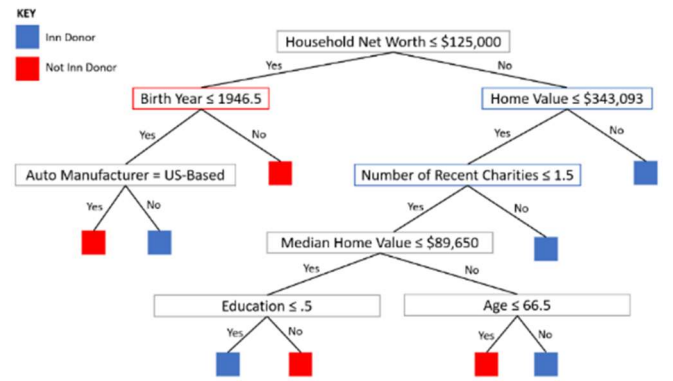 KEY
Inn Donor
Not Inn Donor
Household Net Worth ≤ $125,000
Yes
No
Birth Year ≤ 1946.5
Home Value ≤ $343,093
Yes
No
Yes
No
Auto Manufacturer = US-Based
Number of Recent Charities ≤ 1.5
Yes
No
Yes
No
Median Home Value ≤ $89,650
Yes
No
Education ≤ .5
Age ≤ 66.5
Yes
No
Yes
No